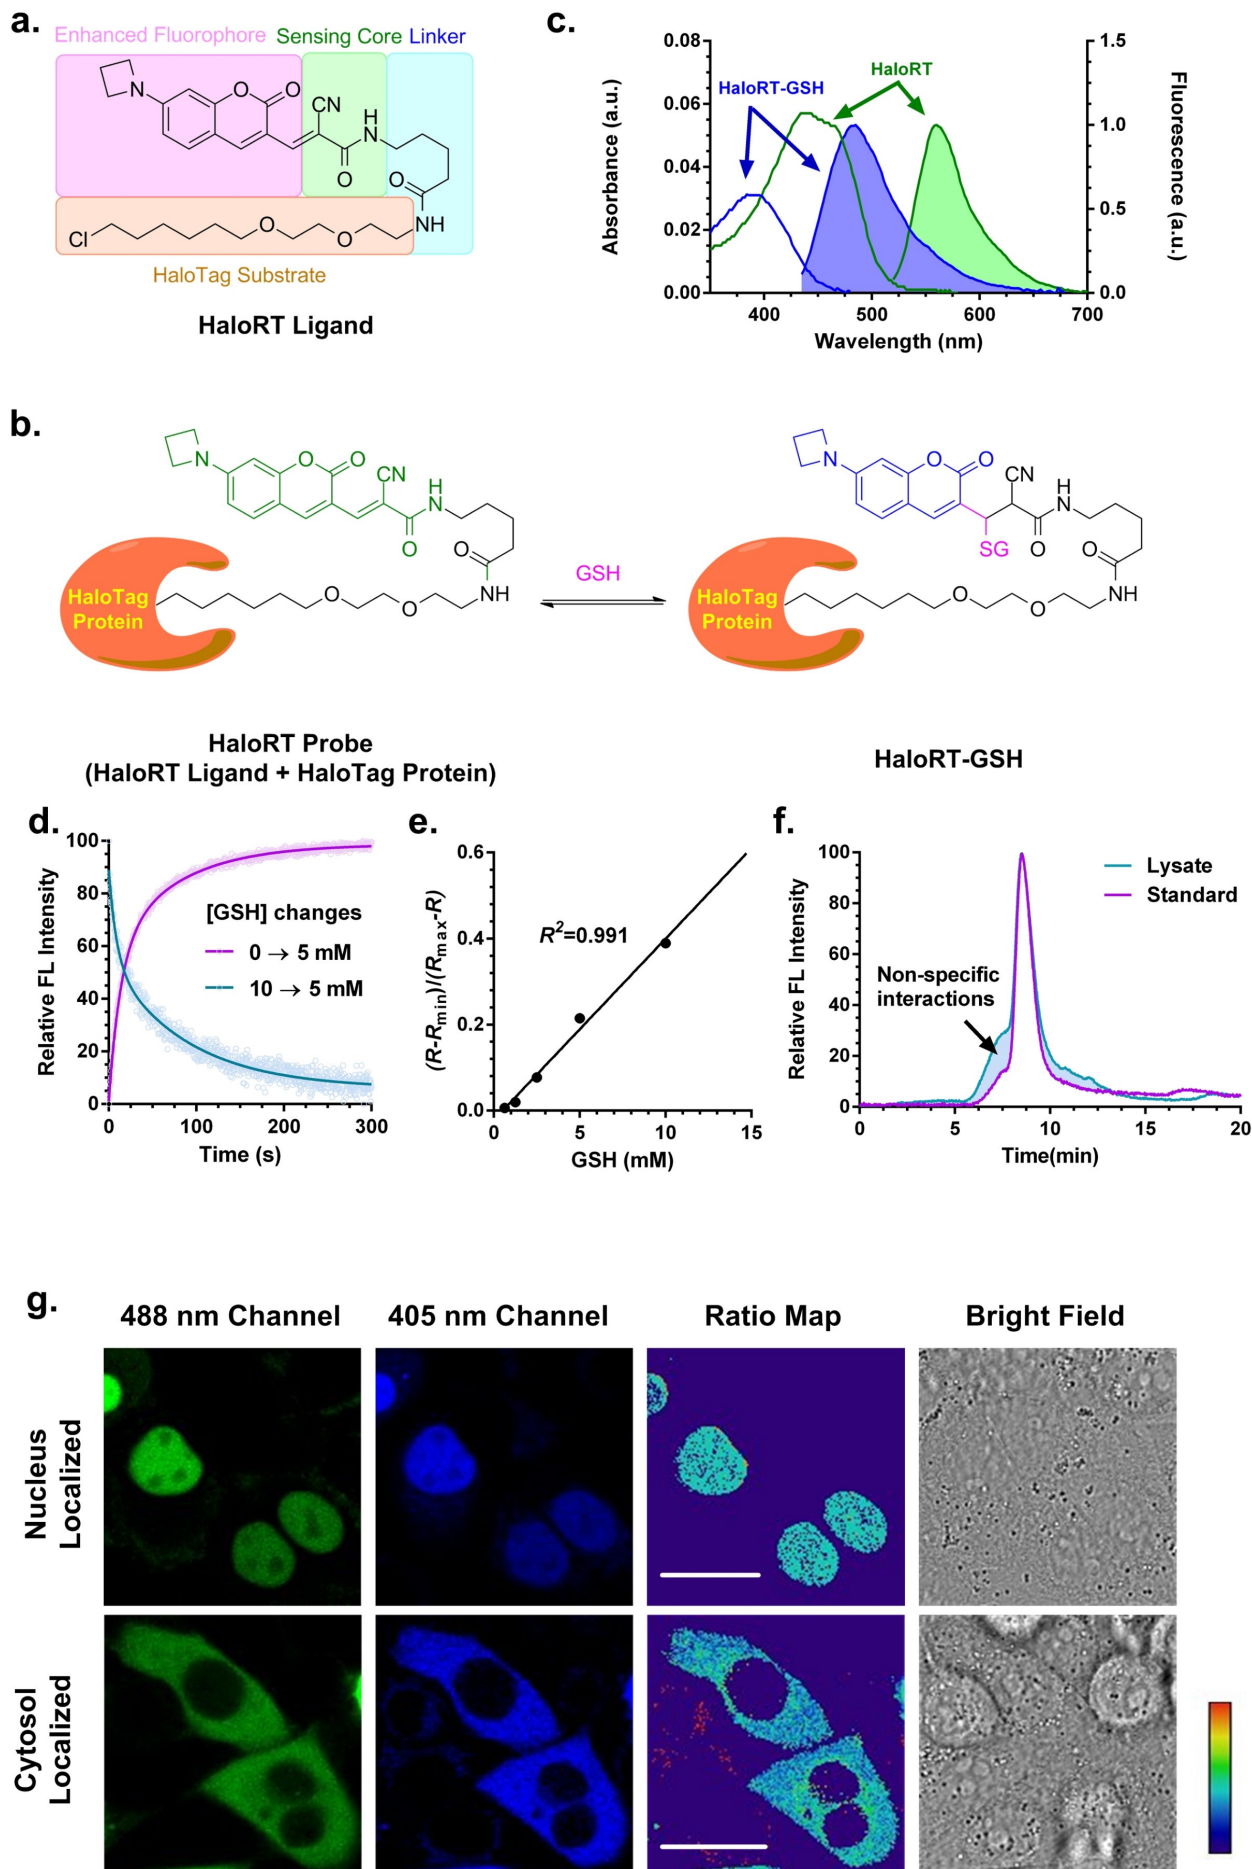 a.
Enhanced Fluorophore Sensing Core Linker
N
O
O
CN
H
N
O
O
NH
Cl
O
O
HaloTag Substrate
HaloRT Ligand
c.
0.08
0.06
0.04
0.02
0.00
Absorbance (a.u.)
1.5
1.0
0.5
0.0
Fluorescence (a.u.)
HaloRT
HaloRT-GSH
400 500 600 700
Wavelength (nm)
b.
N
O
O
CN
H
N
O
O
NH
O
O
HaloTag
Protein
GSH
N
O
O
CN
H
N
SG
O
O
NH
O
O
HaloTag
Protein
HaloRT Probe
(HaloRT Ligand + HaloTag Protein)
HaloRT-GSH
d.
100
80
60
40
20
0
Relative FL Intensity
[GSH] changes
0 → 5 mM
10 → 5 mM
0 100 200 300
Time (s)
e.
0.6
0.4
0.2
0.0
(R-Rmin)/(Rmax-R)
R²=0.991
0 5 10 15
GSH (mM)
f.
100
80
60
40
20
0
Relative FL Intensity
Lysate
Standard
Non-specific
interactions
0 5 10 15 20
Time(min)
g.
488 nm Channel 405 nm Channel Ratio Map Bright Field
Nucleus
Localized
Cytosol
Localized